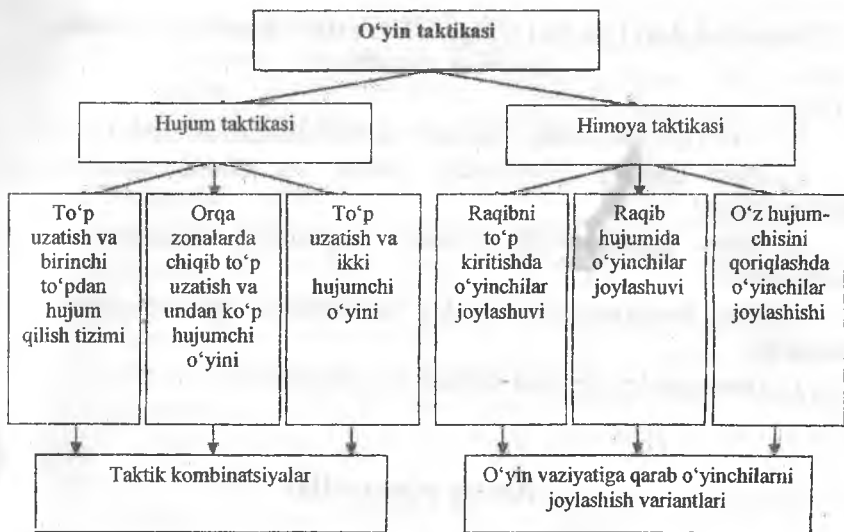 O‘yin taktikasi
Hujum taktikasi
Himoya taktikasi
To‘p
uzatish va
birinchi
to‘pdan
hujum
qilish tizimi
Orqa
zonalarda
chiqib to‘p
uzatish va
undan ko‘p
hujumchi
o‘yini
To‘p
uzatish va
ikki
hujumchi
o‘yini
Raqibni
to‘p
kiritishda
o‘yinchilar
joylashuvi
Raqib
hujumida
o‘yinchilar
joylashuvi
O‘z hujum-
chisini
qoriqlashda
o‘yinchilar
joylashishi
Taktik kombinatsiyalar
O‘yin vaziyatiga qarab o‘yinchilarni
joylashish variantlari